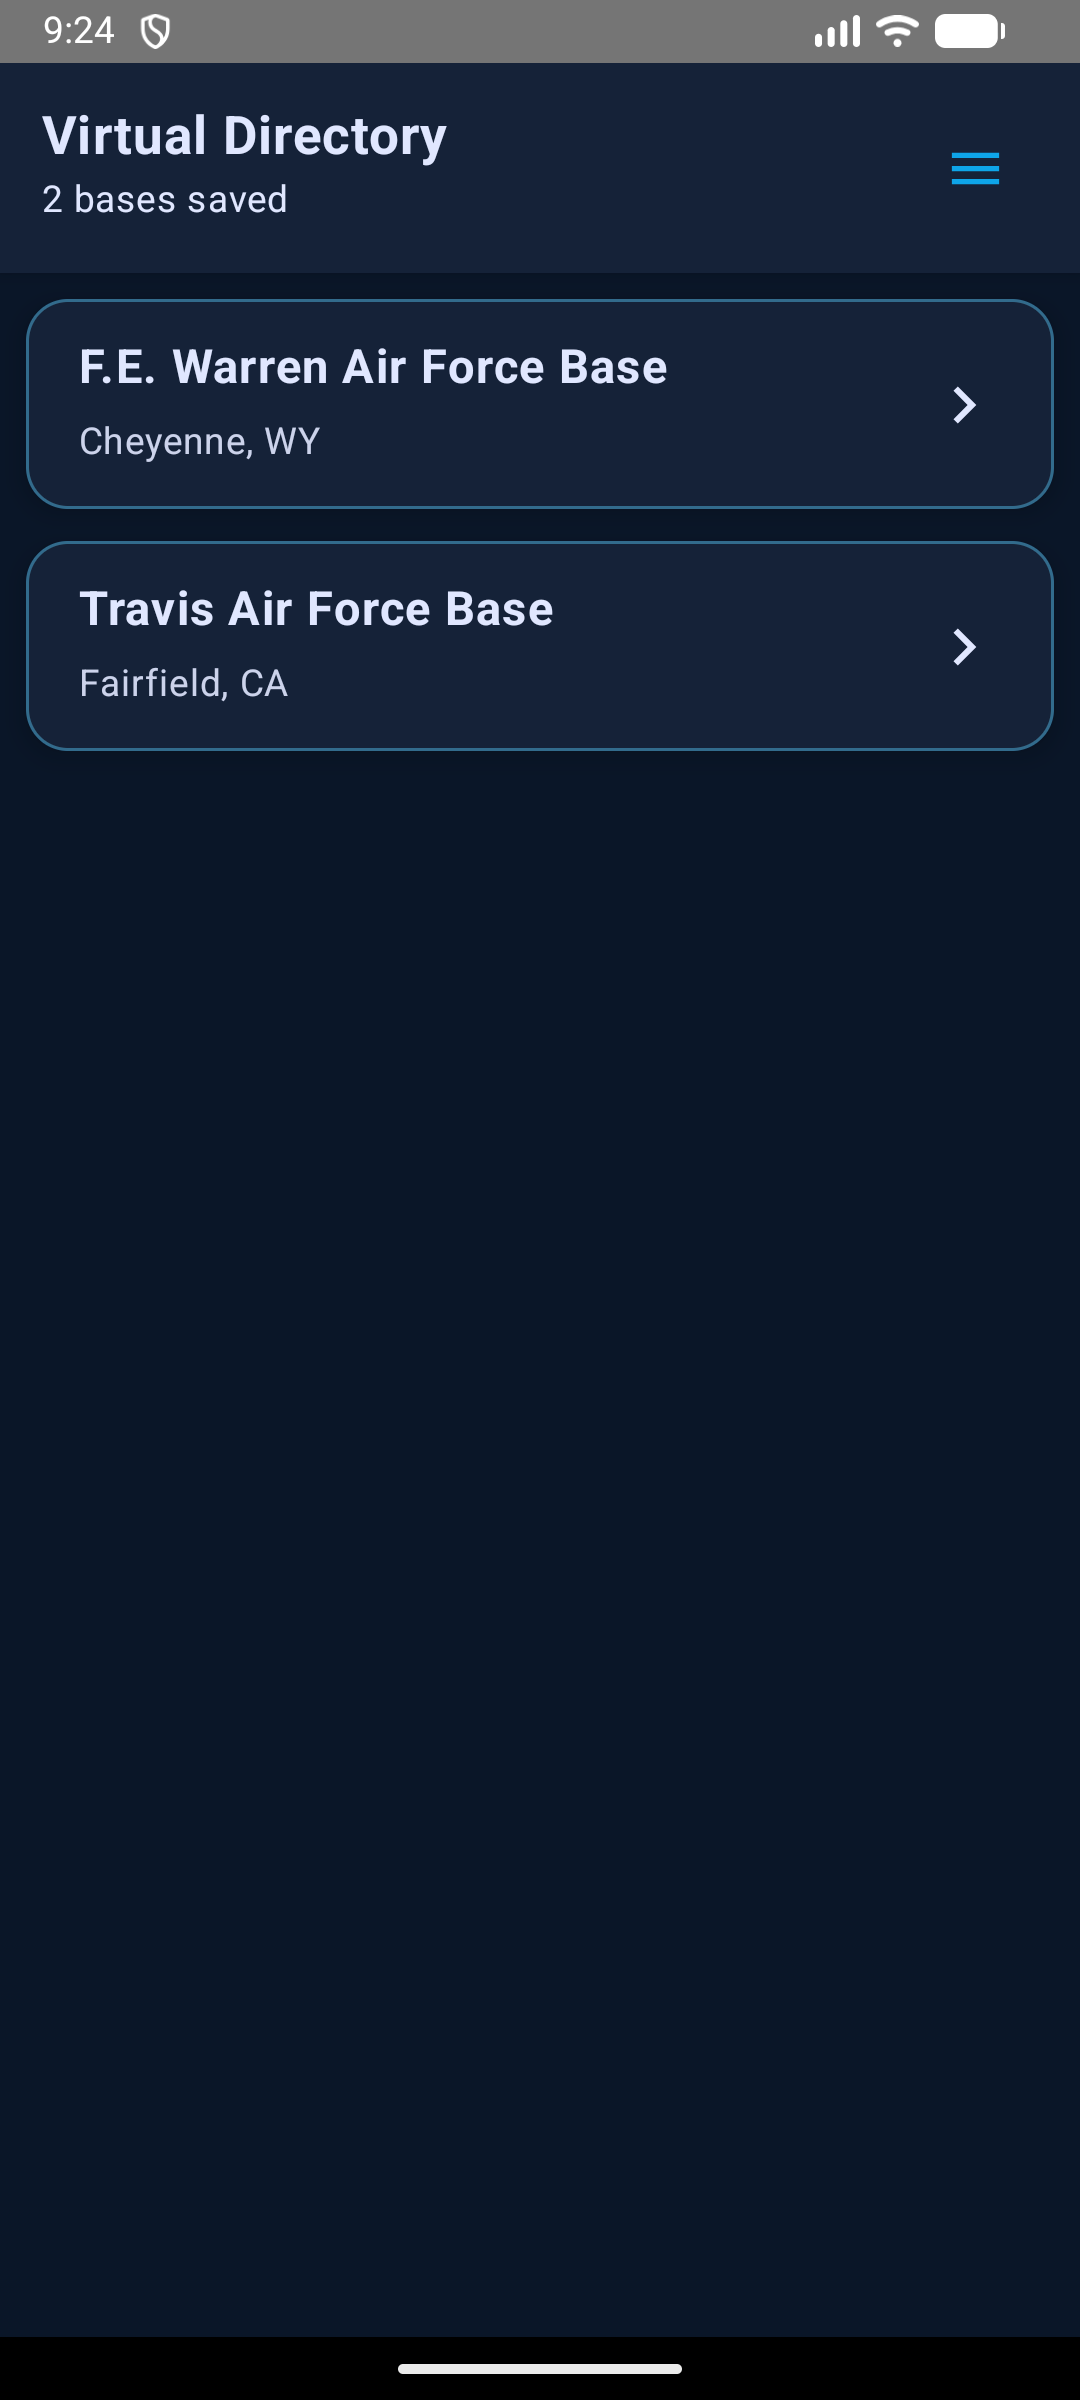 9:24
Virtual Directory
2 bases saved
F.E. Warren Air Force Base
Cheyenne, WY
Travis Air Force Base
Fairfield, CA